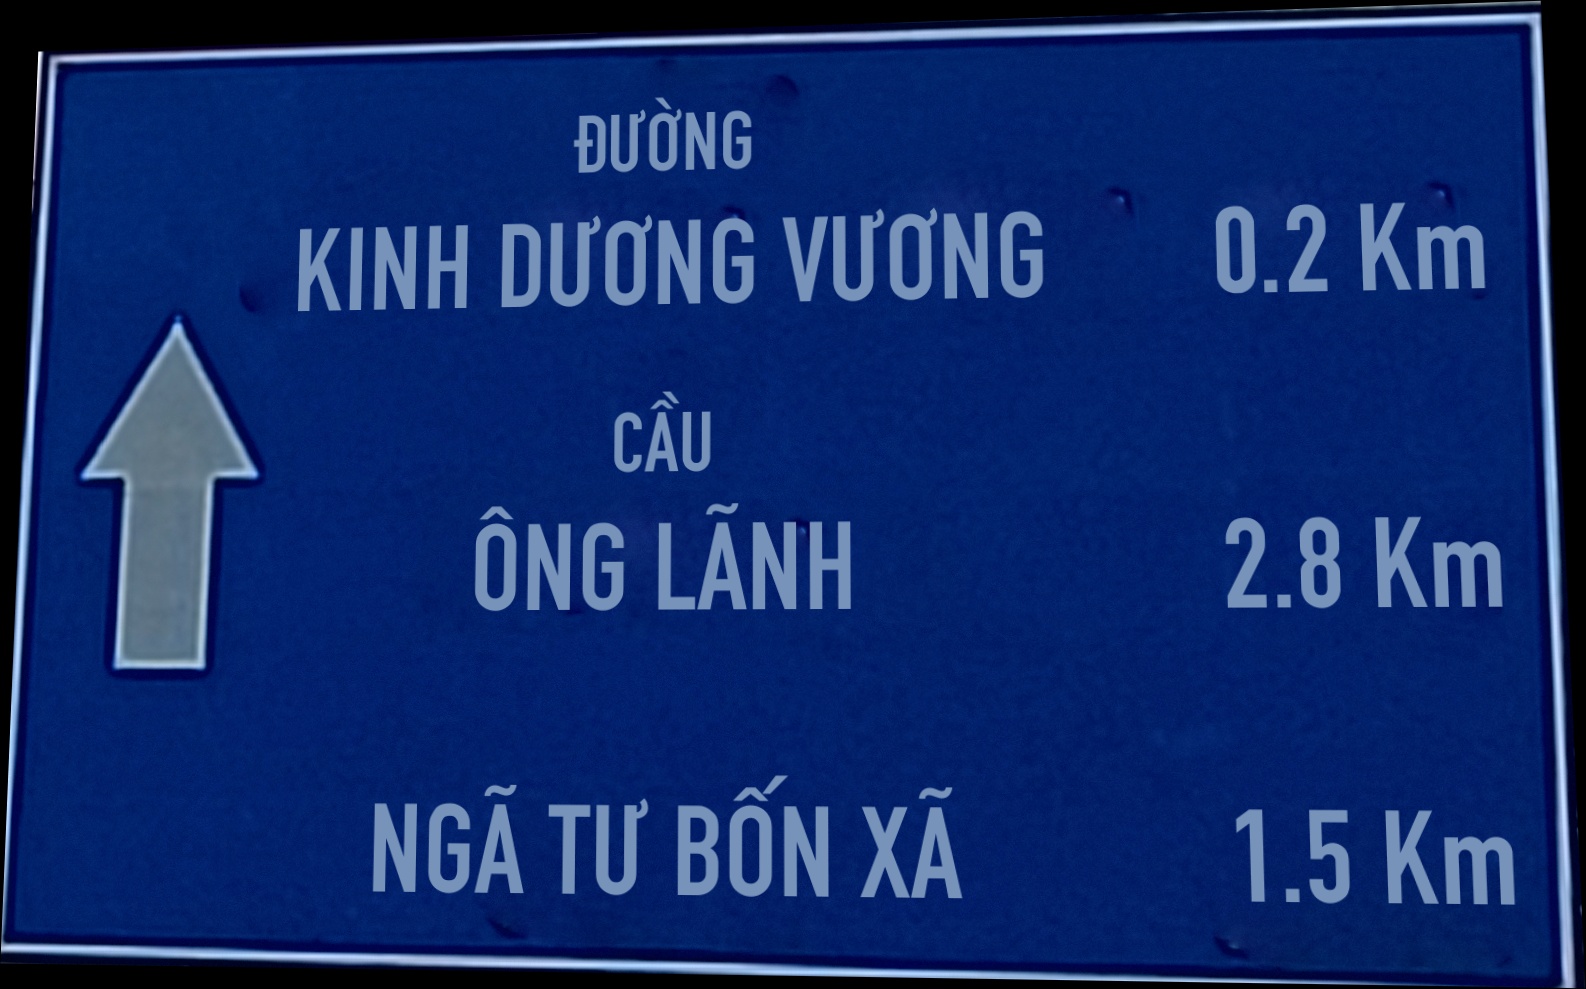 ĐƯỜNG
KINH DƯƠNG VƯƠNG 0.2 Km
CẦU
ÔNG LÃNH 2.8 Km
NGÃ TƯ BỐN XÃ 1.5 Km